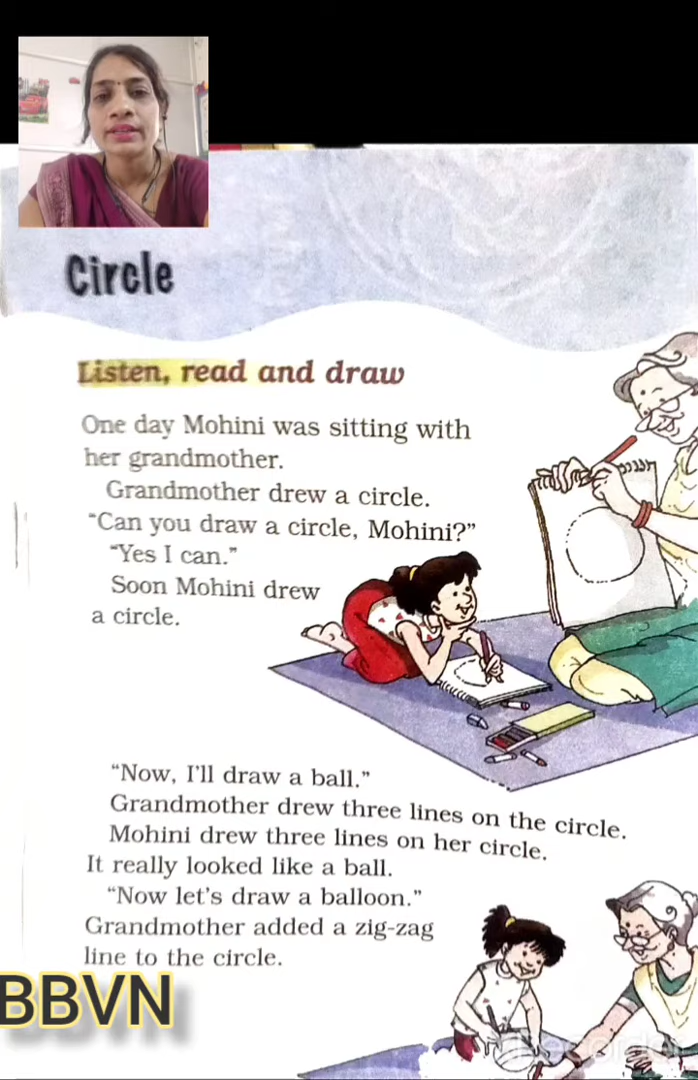 Circle
Listen, read and draw
One day Mohini was sitting with
her grandmother.
Grandmother drew a circle.
"Can you draw a circle, Mohini?"
"Yes I can."
Soon Mohini drew
a circle.
"Now, I'll draw a ball."
Grandmother drew three lines on the circle.
Mohini drew three lines on her circle.
It really looked like a ball.
"Now let's draw a balloon."
Grandmother added a zig-zag
line to the circle.
BBVN
Recorder